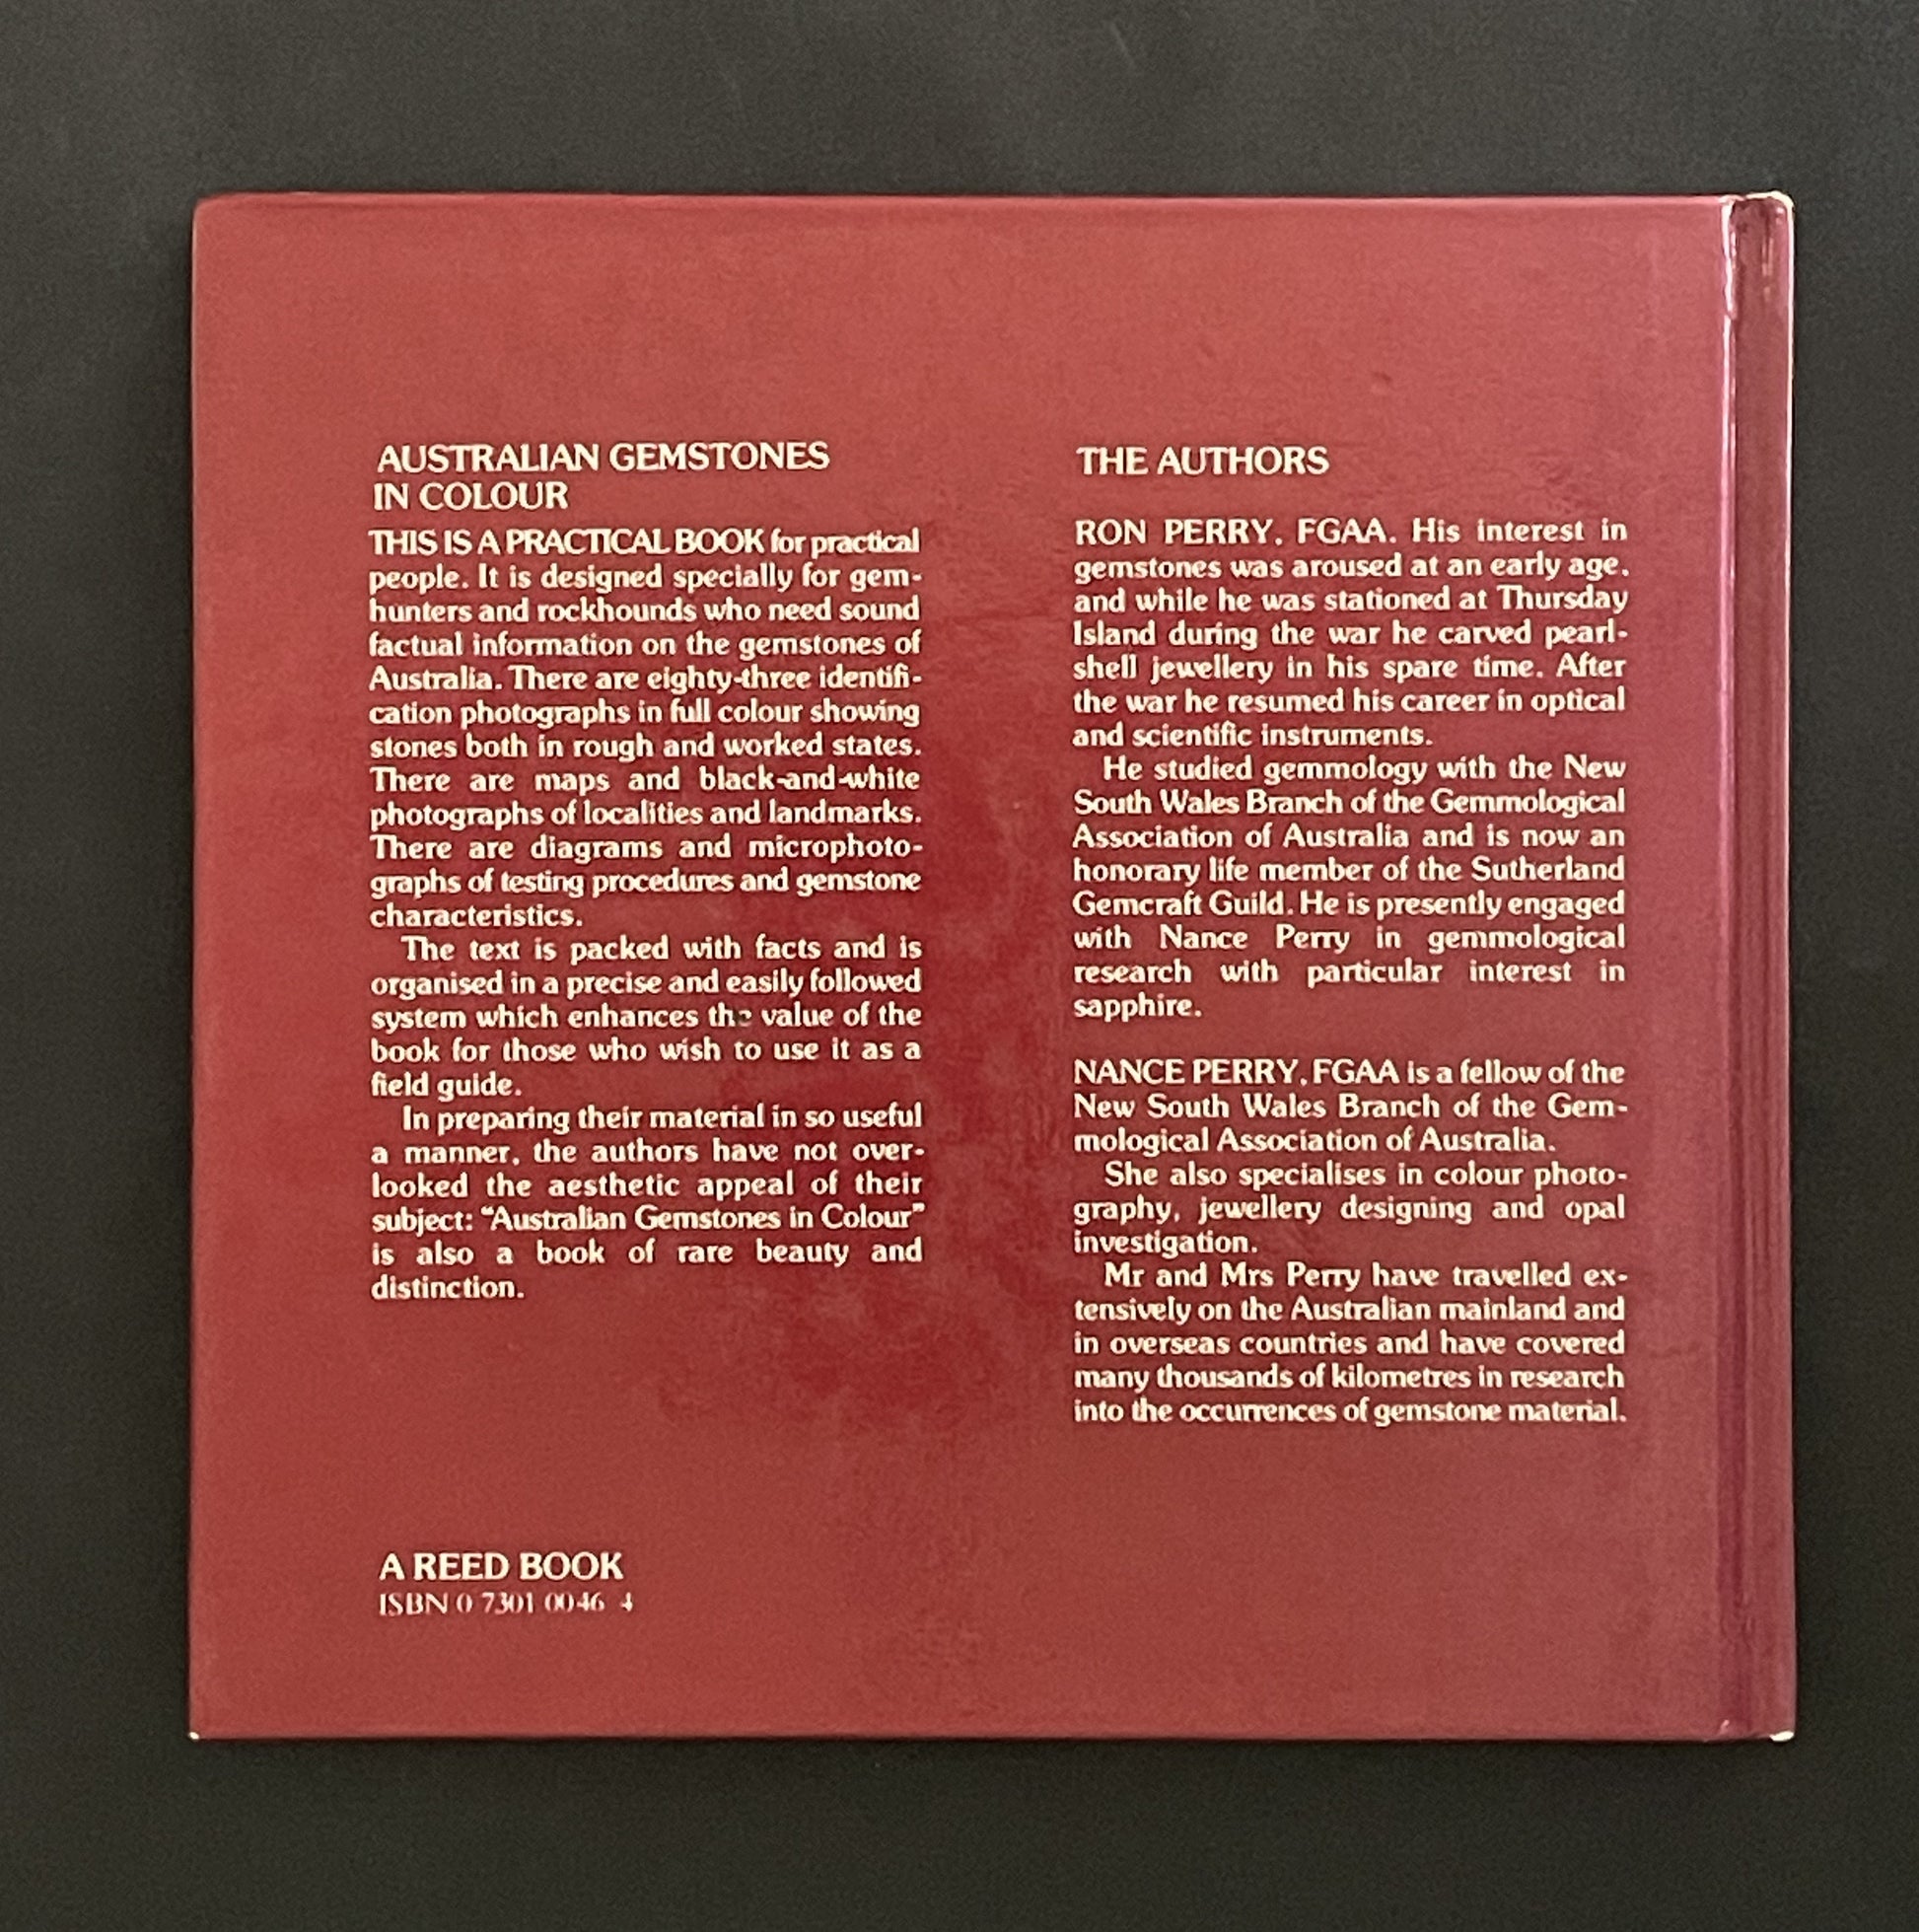 AUSTRALIAN GEMSTONES
IN COLOUR
THIS IS A PRACTICAL BOOK for practical
people. It is designed specially for gem-
hunters and rockhounds who need sound
factual information on the gemstones of
Australia. There are eighty-three identifi-
cation photographs in full colour showing
stones both in rough and worked states.
There are maps and black-and-white
photographs of localities and landmarks.
There are diagrams and microphoto-
graphs of testing procedures and gemstone
characteristics.
The text is packed with facts and is
organised in a precise and easily followed
system which enhances the value of the
book for those who wish to use it as a
field guide.
In preparing their material in so useful
a manner, the authors have not over-
looked the aesthetic appeal of their
subject: “Australian Gemstones in Colour”
is also a book of rare beauty and
distinction.
A REED BOOK
ISBN 0 7301 0046 4
THE AUTHORS
RON PERRY, FGAA. His interest in
gemstones was aroused at an early age,
and while he was stationed at Thursday
Island during the war he carved pearl-
shell jewellery in his spare time. After
the war he resumed his career in optical
and scientific instruments.
He studied gemmology with the New
South Wales Branch of the Gemmological
Association of Australia and is now an
honorary life member of the Sutherland
Gemcraft Guild. He is presently engaged
with Nance Perry in gemmological
research with particular interest in
sapphire.
NANCE PERRY, FGAA is a fellow of the
New South Wales Branch of the Gem-
mological Association of Australia.
She also specialises in colour photo-
graphy, jewellery designing and opal
investigation.
Mr and Mrs Perry have travelled ex-
tensively on the Australian mainland and
in overseas countries and have covered
many thousands of kilometres in research
into the occurrences of gemstone material.